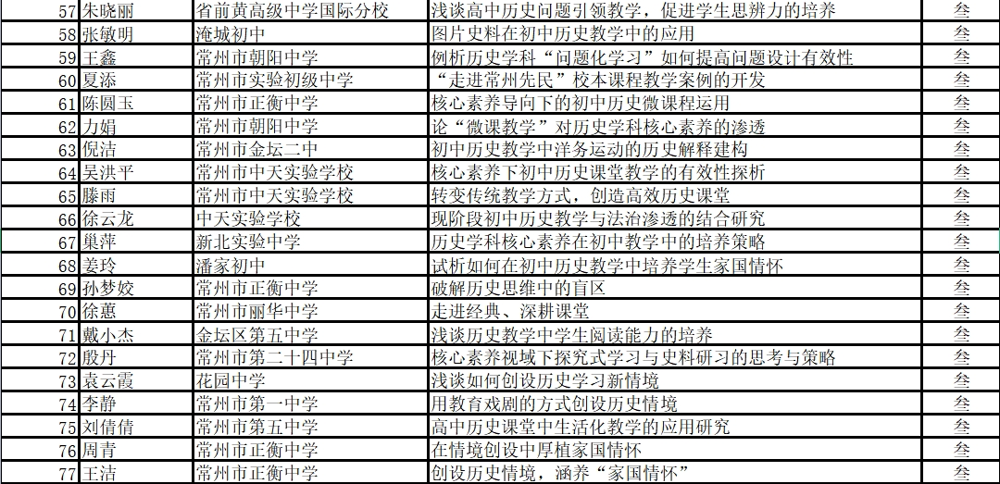 57 朱晓丽 省前黄高级中学国际分校 浅谈高中历史问题引领教学，促进学生思辨力的培养 叁
58 张敏明 淹城初中 图片史料在初中历史教学中的应用 叁
59 王鑫 常州市朝阳中学 例析历史学科“问题化学习”如何提高问题设计有效性 叁
60 夏添 常州市实验初级中学 “走进常州先民”校本课程教学案例的开发 叁
61 陈圆玉 常州市正衡中学 核心素养导向下的初中历史微课程运用 叁
62 力娟 常州市朝阳中学 论“微课教学”对历史学科核心素养的渗透 叁
63 倪洁 常州市金坛二中 初中历史教学中洋务运动的历史解释建构 叁
64 吴洪平 常州市中天实验学校 核心素养下初中历史课堂教学的有效性探析 叁
65 滕雨 常州市中天实验学校 转变传统教学方式，创造高效历史课堂 叁
66 徐云龙 中天实验学校 现阶段初中历史教学与法治渗透的结合研究 叁
67 巢萍 新北实验中学 历史学科核心素养在初中教学中的培养策略 叁
68 姜玲 潘家初中 试析如何在初中历史教学中培养学生家国情怀 叁
69 孙梦姣 常州市正衡中学 破解历史思维中的盲区 叁
70 徐蕙 常州市丽华中学 走进经典、深耕课堂 叁
71 戴小杰 金坛区第五中学 浅谈历史教学中学生阅读能力的培养 叁
72 殷丹 常州市第二十四中学 核心素养视域下探究式学习与史料研习的思考与策略 叁
73 袁云霞 花园中学 浅谈如何创设历史学习新情境 叁
74 李静 常州市第一中学 用教育戏剧的方式创设历史情境 叁
75 刘倩倩 常州市第五中学 高中历史课堂中生活化教学的应用研究 叁
76 周青 常州市正衡中学 在情境创设中厚植家国情怀 叁
77 王洁 常州市正衡中学 创设历史情境，涵养“家国情怀” 叁